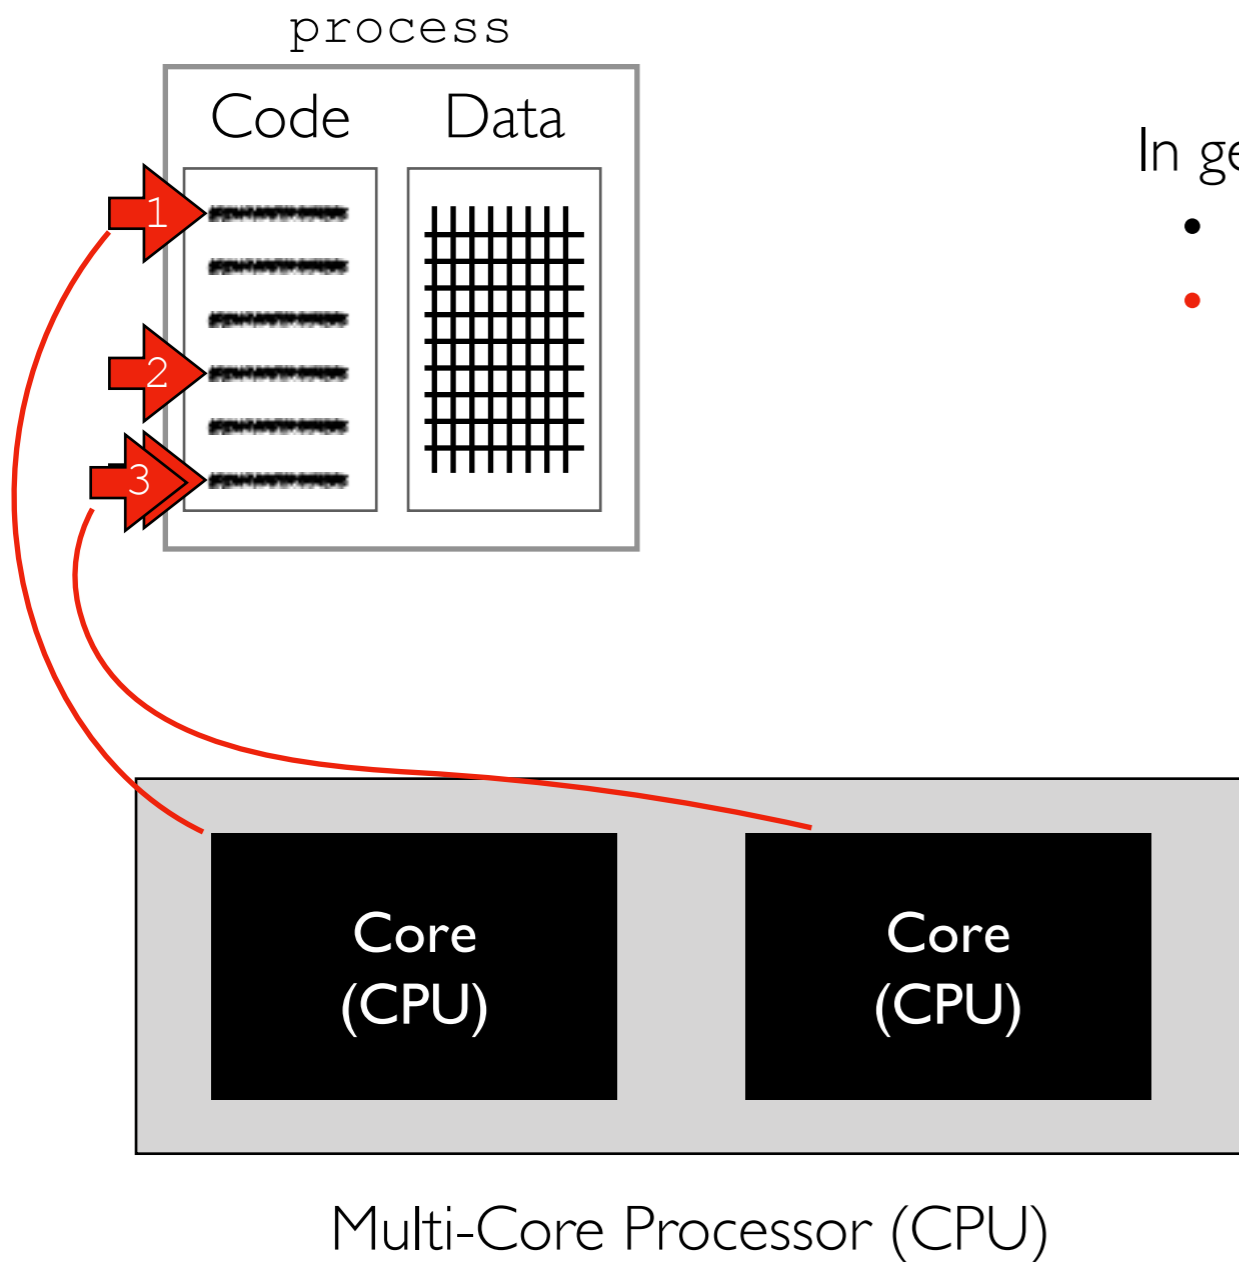 process
Code Data
In ge
1
2
3
Core
(CPU)
Core
(CPU)
Multi-Core Processor (CPU)